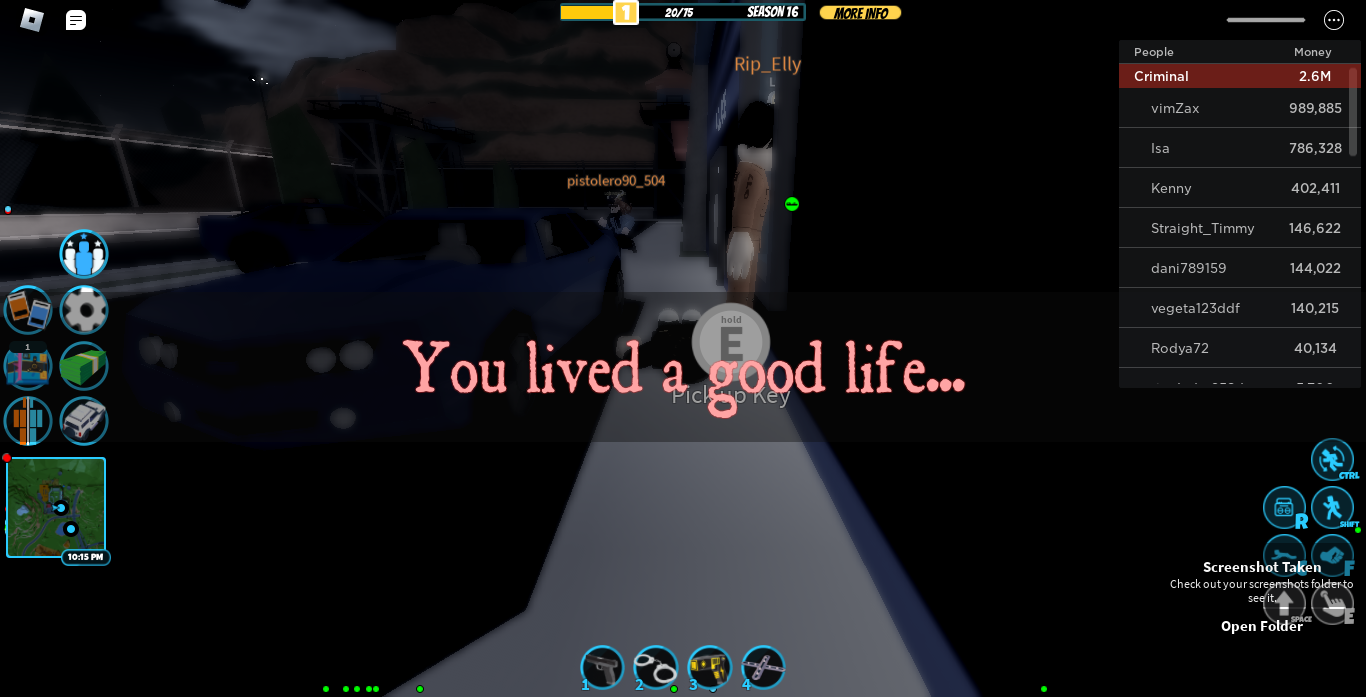 1
20/75
SEASON 16
MORE INFO
People Money
Criminal 2.6M
vimZax 989,885
Isa 786,328
Kenny 402,411
Straight_Timmy 146,622
dani789159 144,022
vegeta123ddf 140,215
Rodya72 40,134
Rip_Elly
pistolero90_504
hold
E
Pick up Key
You lived a good life...
1
10:15 PM
CTRL
R
SHIFT
F
SPACE
E
Screenshot Taken
Check out your screenshots folder to
see it.
Open Folder
1
2
3
4